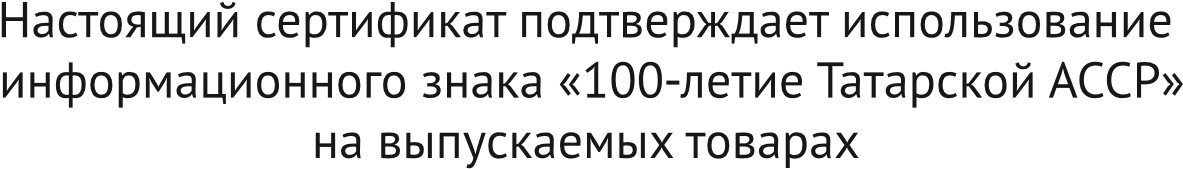 Настоящий сертификат подтверждает использование
информационного знака «100-летие Татарской АССР»
на выпускаемых товарах